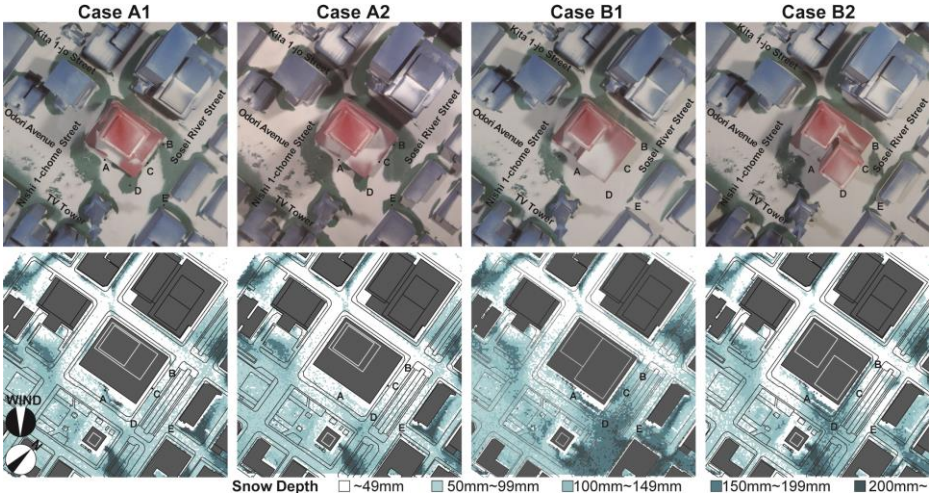 Case A1 Case A2 Case B1 Case B2
Kita 1-jo Street Kita 1-jo Street Kita 1-jo Street Kita 1-jo Street
Odori Avenue Odori Avenue Odori Avenue Odori Avenue
Nishi 1-chome Street Nishi 1-chome Street Nishi 1-chome Street Nishi 1-chome Street
Sosei River Street Sosei River Street Sosei River Street Sosei River Street
TV Tower TV Tower TV Tower TV Tower
B B B B
A C A C A C A C
D D D D
E E E E
B B B B
C C C C
A A A A
WIND
D D D D
E E E E
N
Snow Depth ~49mm 50mm~99mm 100mm~149mm 150mm~199mm 200mm~